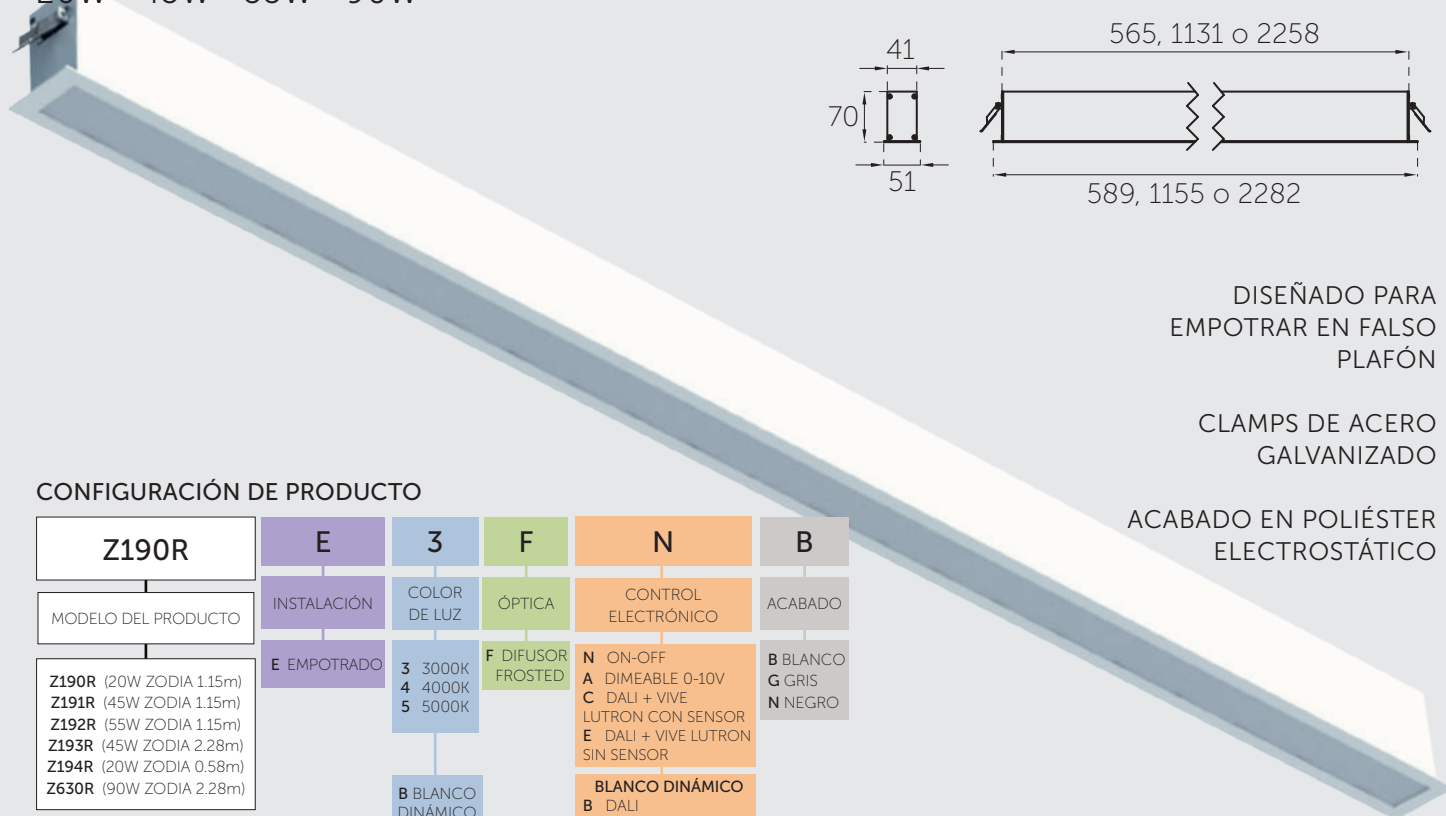 565, 1131 o 2258
41
70
51
589, 1155 o 2282
DISEÑADO PARA
EMPOTRAR EN FALSO
PLAFÓN
CLAMPS DE ACERO
GALVANIZADO
ACABADO EN POLIÉSTER
ELECTROSTÁTICO
CONFIGURACIÓN DE PRODUCTO
Z190R
MODELO DEL PRODUCTO
Z190R (20W ZODIA 1.15m)
Z191R (45W ZODIA 1.15m)
Z192R (55W ZODIA 1.15m)
Z193R (45W ZODIA 2.28m)
Z194R (20W ZODIA 0.58m)
Z630R (90W ZODIA 2.28m)
E
INSTALACIÓN
E EMPOTRADO
3
COLOR
DE LUZ
3 3000K
4 4000K
5 5000K
B BLANCO
DINÁMICO
F
ÓPTICA
F DIFUSOR
FROSTED
N
CONTROL
ELECTRÓNICO
N ON-OFF
A DIMEABLE 0-10V
C DALI + VIVE
LUTRON CON SENSOR
E DALI + VIVE LUTRON
SIN SENSOR
BLANCO DINÁMICO
B DALI
B
ACABADO
B BLANCO
G GRIS
N NEGRO